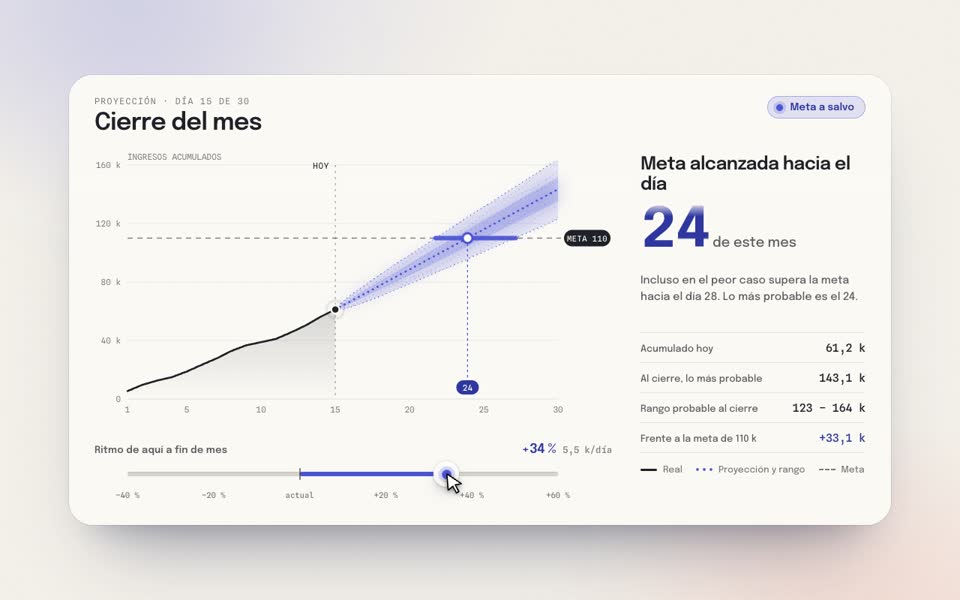 PROYECCIÓN · DÍA 15 DE 30
Cierre del mes
Meta a salvo
INGRESOS ACUMULADOS
160 k
120 k
80 k
40 k
0
HOY
META 110
24
1 5 10 15 20 25 30
Ritmo de aquí a fin de mes
+34 % 5,5 k/día
−40 % −20 % actual +20 % +40 % +60 %
Meta alcanzada hacia el
día
24 de este mes
Incluso en el peor caso supera la meta
hacia el día 28. Lo más probable es el 24.
Acumulado hoy 61,2 k
Al cierre, lo más probable 143,1 k
Rango probable al cierre 123 – 164 k
Frente a la meta de 110 k +33,1 k
Real Proyección y rango Meta